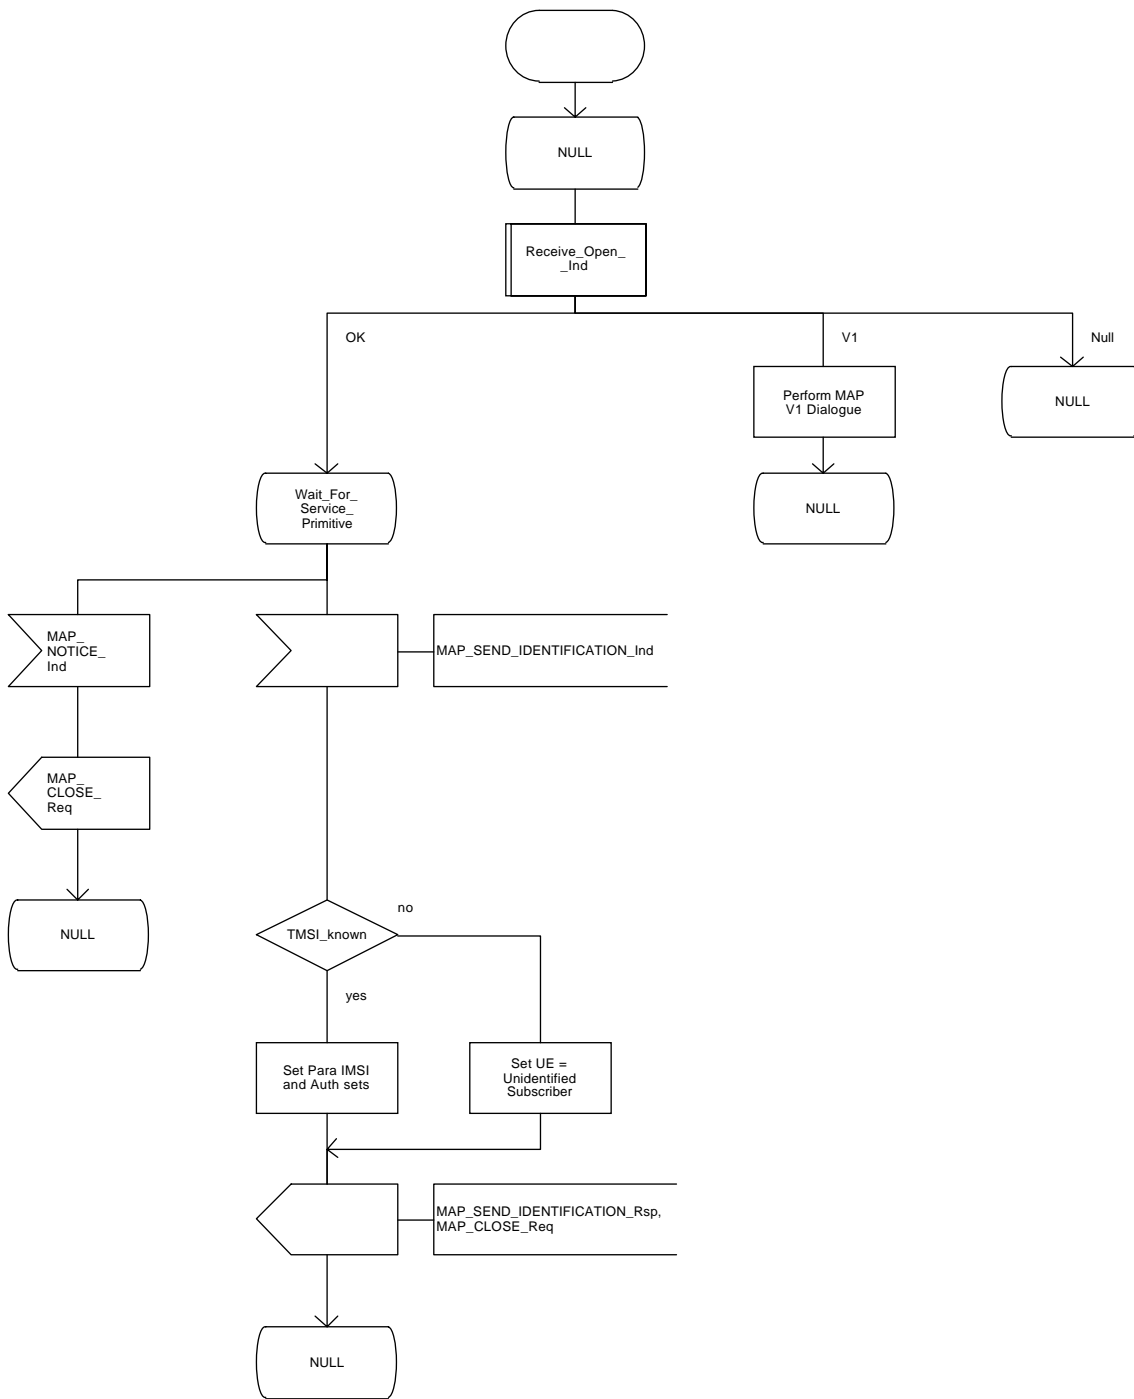 NULL
Receive_Open_
_Ind
OK
V1
Null
Perform MAP
V1 Dialogue
NULL
Wait_For_
Service_
Primitive
NULL
MAP_
NOTICE_
Ind
MAP_SEND_IDENTIFICATION_Ind
MAP_
CLOSE_
Req
NULL
TMSI_known
no
yes
Set Para IMSI
and Auth sets
Set UE =
Unidentified
Subscriber
MAP_SEND_IDENTIFICATION_Rsp,
MAP_CLOSE_Req
NULL